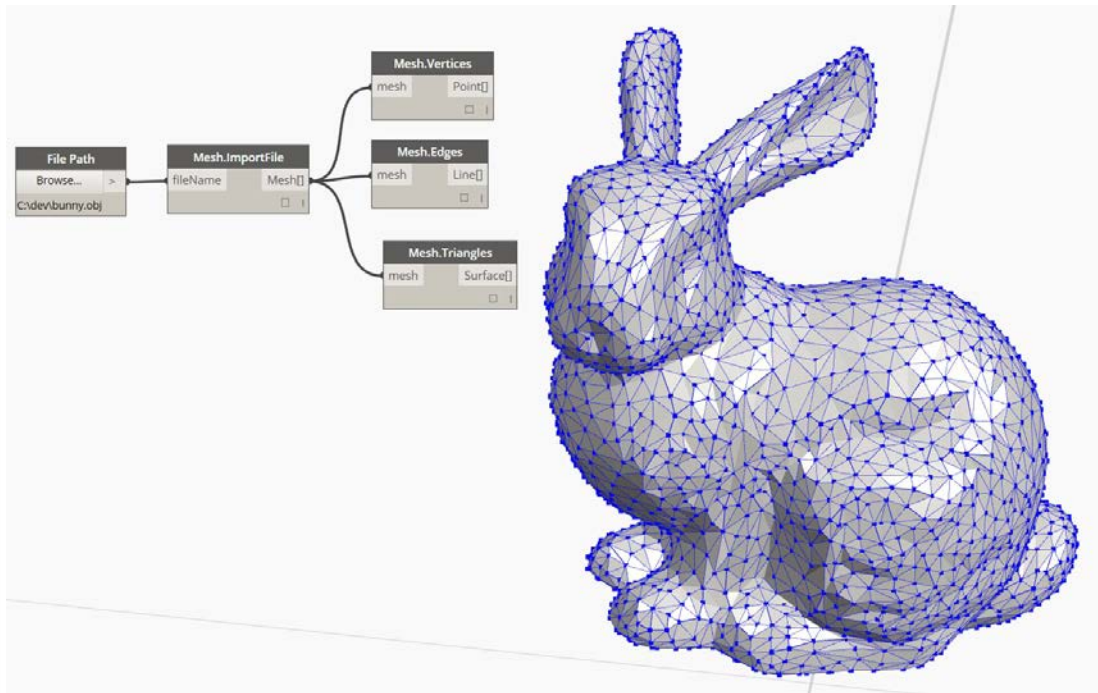 Mesh.Vertices
mesh Point[]
File Path
Browse... >
C:\dev\bunny.obj
Mesh.ImportFile
fileName Mesh[]
Mesh.Edges
mesh Line[]
Mesh.Triangles
mesh Surface[]